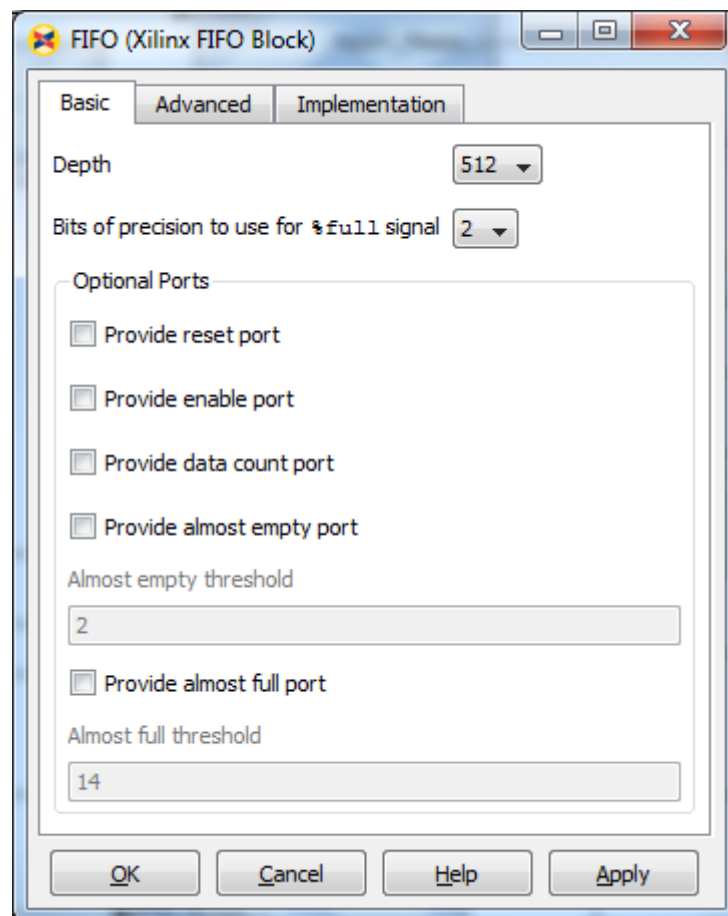 FIFO (Xilinx FIFO Block)
Basic Advanced Implementation
Depth 512
Bits of precision to use for %full signal 2
Optional Ports
Provide reset port
Provide enable port
Provide data count port
Provide almost empty port
Almost empty threshold
2
Provide almost full port
Almost full threshold
14
OK Cancel Help Apply